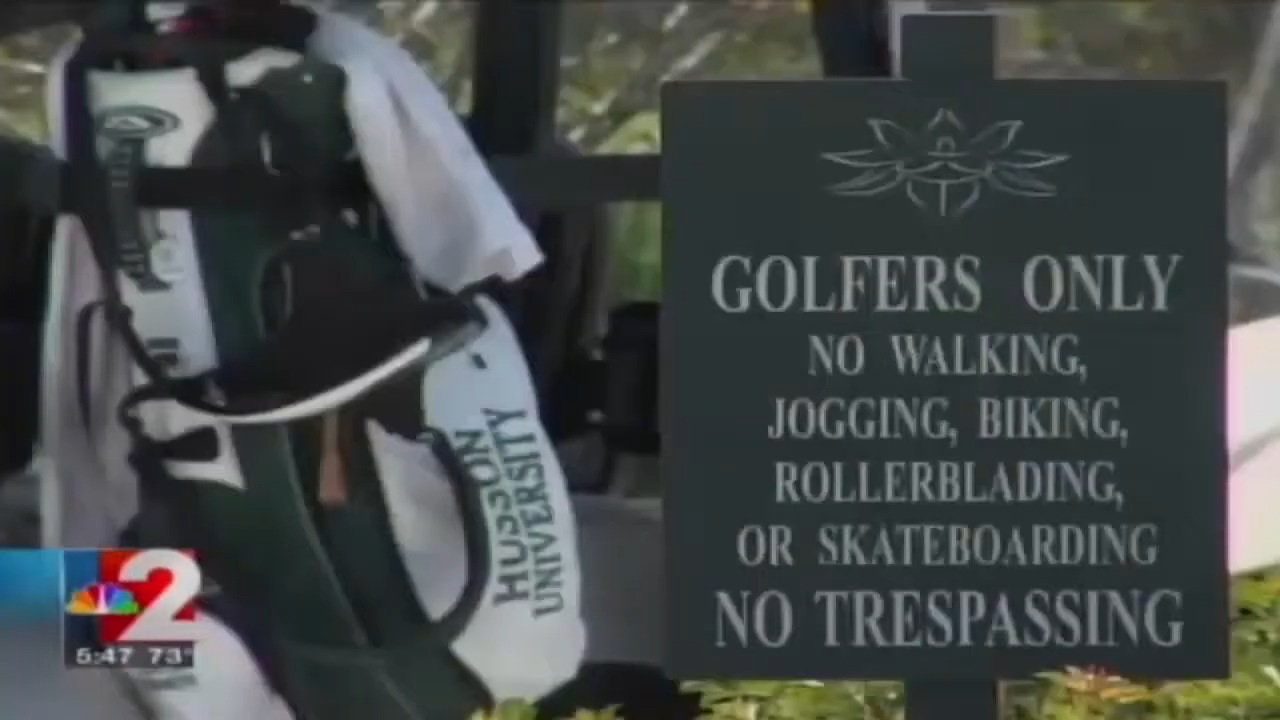 GOLFERS ONLY
NO WALKING,
JOGGING, BIKING,
ROLLERBLADING,
OR SKATEBOARDING
NO TRESPASSING
HUSSON
UNIVERSITY
2
5:47 73°